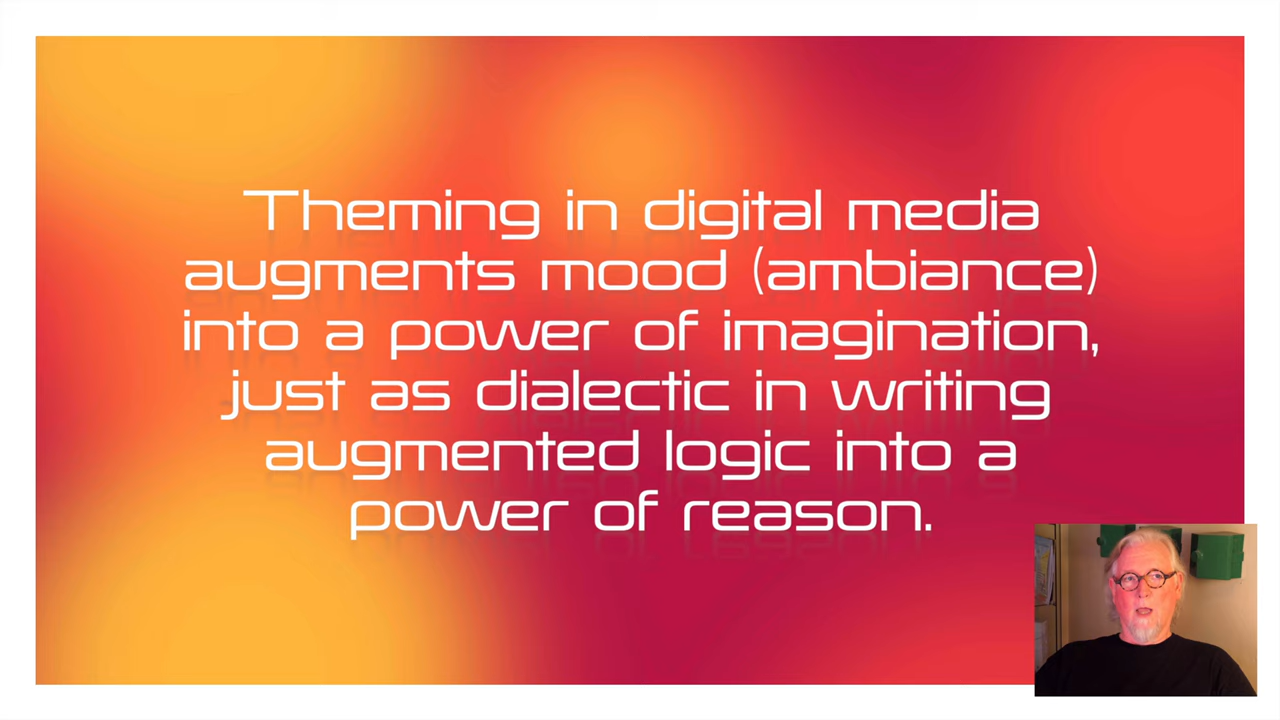 Theming in digital media
augments mood (ambiance)
into a power of imagination,
just as dialectic in writing
augmented logic into a
power of reason.